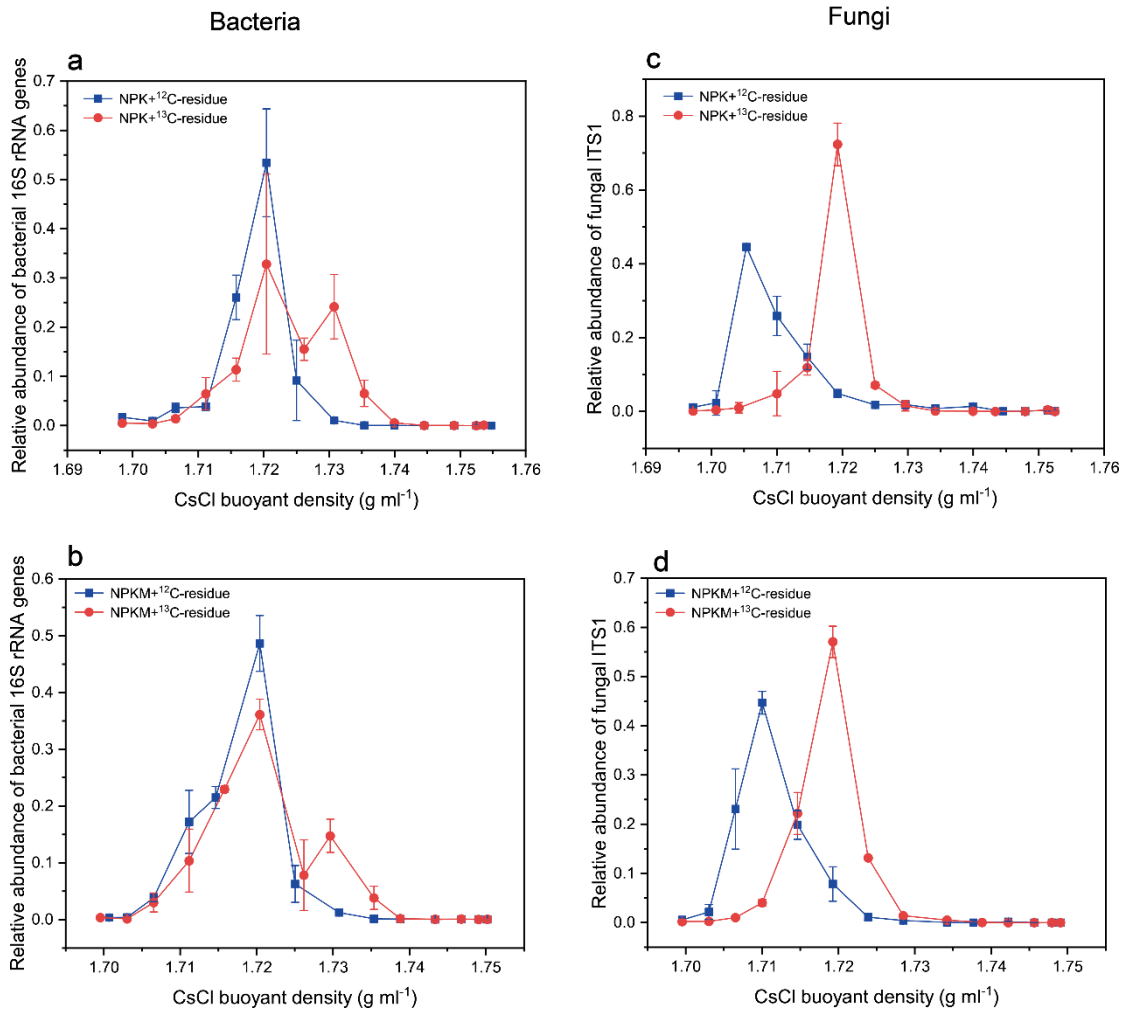 Bacteria
Fungi
a
NPK+¹²C-residue
NPK+¹³C-residue
Relative abundance of bacterial 16S rRNA genes
0.7
0.6
0.5
0.4
0.3
0.2
0.1
0.0
1.69 1.70 1.71 1.72 1.73 1.74 1.75 1.76
CsCl buoyant density (g ml⁻¹)
c
NPK+¹²C-residue
NPK+¹³C-residue
Relative abundance of fungal ITS1
0.8
0.6
0.4
0.2
0.0
1.69 1.70 1.71 1.72 1.73 1.74 1.75 1.76
CsCl buoyant density (g ml⁻¹)
b
NPKM+¹²C-residue
NPKM+¹³C-residue
Relative abundance of bacterial 16S rRNA genes
0.6
0.5
0.4
0.3
0.2
0.1
0.0
1.70 1.71 1.72 1.73 1.74 1.75
CsCl buoyant density (g ml⁻¹)
d
NPKM+¹²C-residue
NPKM+¹³C-residue
Relative abundance of fungal ITS1
0.7
0.6
0.5
0.4
0.3
0.2
0.1
0.0
1.70 1.71 1.72 1.73 1.74 1.75
CsCl buoyant density (g ml⁻¹)